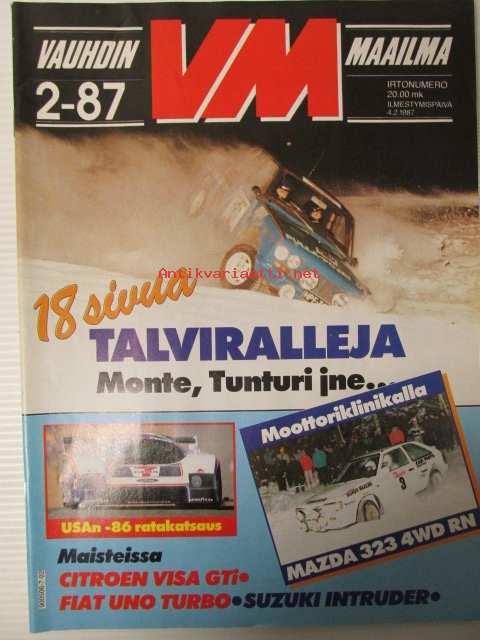 VAUHDIN
VM
MAAILMA
2-87
IRTONUMERO
20.00 mk
ILMESTYMISPÄIVÄ
4.2.1987
Antikvariaatti.net
18 sivua
TALVIRALLEJA
Monte, Tunturi jne...
Moottoriklinikalla
USAn -86 ratakatsaus
3
MAZDA 323 4WD RN
Maisteissa
CITROEN VISA GTi•
FIAT UNO TURBO•SUZUKI INTRUDER•